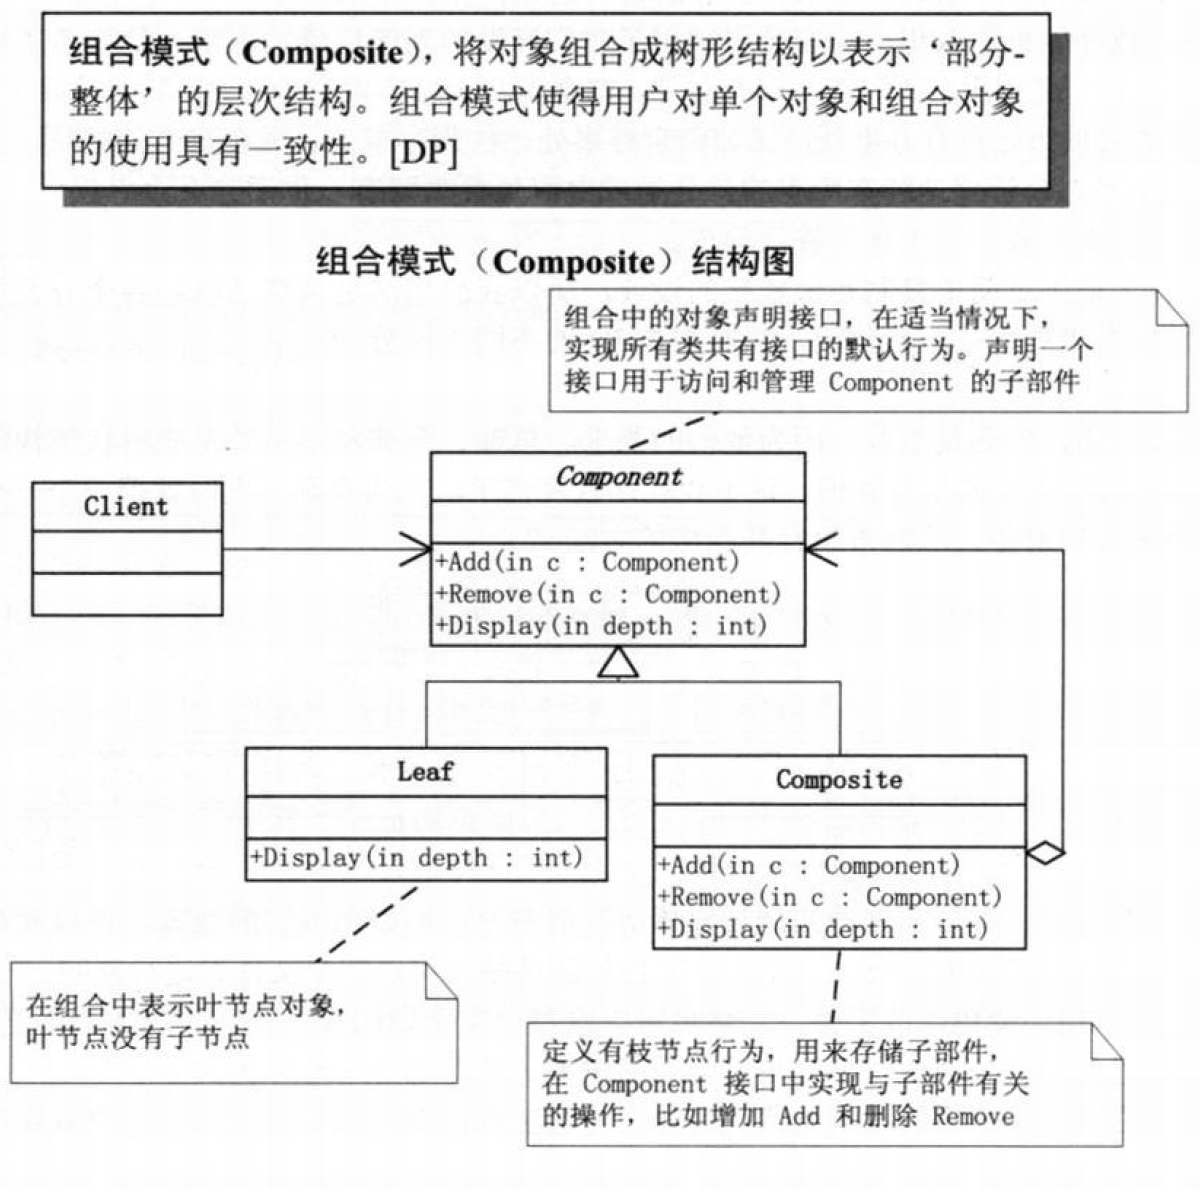 组合模式（Composite），将对象组合成树形结构以表示‘部分-
整体’的层次结构。组合模式使得用户对单个对象和组合对象
的使用具有一致性。[DP]
组合模式（Composite）结构图
组合中的对象声明接口，在适当情况下，
实现所有类共有接口的默认行为。声明一个
接口用于访问和管理 Component 的子部件
Component
+Add(in c : Component)
+Remove(in c : Component)
+Display(in depth : int)
Client
Leaf
+Display(in depth : int)
Composite
+Add(in c : Component)
+Remove(in c : Component)
+Display(in depth : int)
在组合中表示叶节点对象，
叶节点没有子节点
定义有枝节点行为，用来存储子部件，
在 Component 接口中实现与子部件有关
的操作，比如增加 Add 和删除 Remove